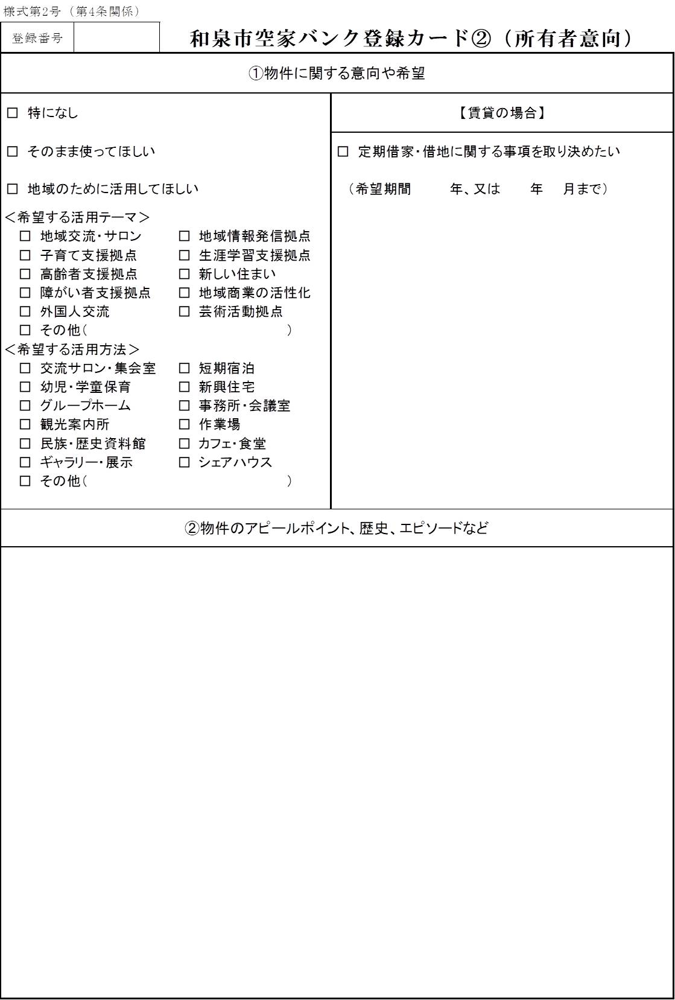 様式第2号（第4条関係）
登録番号
和泉市空家バンク登録カード②（所有者意向）
①物件に関する意向や希望
□ 特になし
□ そのまま使ってほしい
□ 地域のために活用してほしい
＜希望する活用テーマ＞
□ 地域交流・サロン □ 地域情報発信拠点
□ 子育て支援拠点 □ 生涯学習支援拠点
□ 高齢者支援拠点 □ 新しい住まい
□ 障がい者支援拠点 □ 地域商業の活性化
□ 外国人交流 □ 芸術活動拠点
□ その他（ ）
＜希望する活用方法＞
□ 交流サロン・集会室 □ 短期宿泊
□ 幼児・学童保育 □ 新興住宅
□ グループホーム □ 事務所・会議室
□ 観光案内所 □ 作業場
□ 民族・歴史資料館 □ カフェ・食堂
□ ギャラリー・展示 □ シェアハウス
□ その他（ ）
【賃貸の場合】
□ 定期借家・借地に関する事項を取り決めたい
（希望期間 年、又は 年 月まで）
②物件のアピールポイント、歴史、エピソードなど